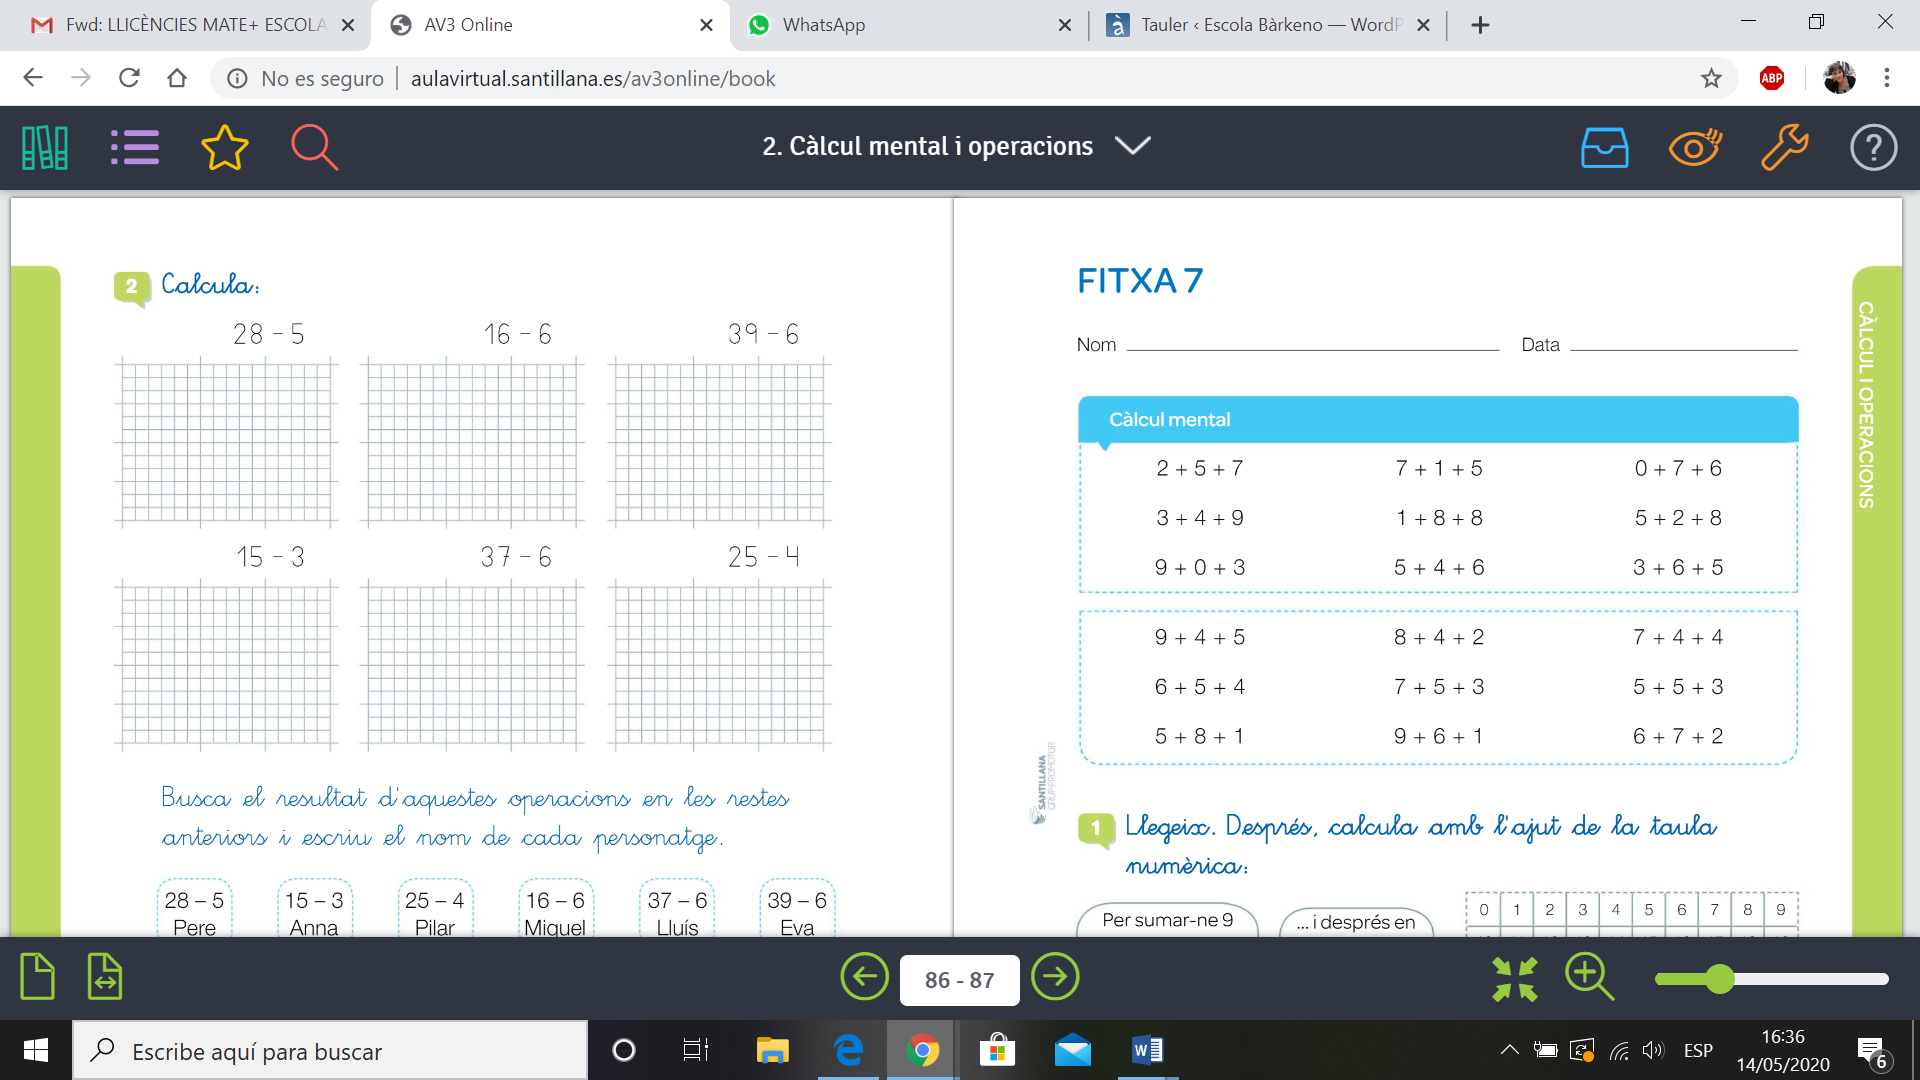 Fwd: LLICÈNCIES MATE+ ESCOLA
AV3 Online
WhatsApp
Tauler ‹ Escola Bàrkeno — WordP
No es seguro
aulavirtual.santillana.es/av3online/book
ABP
2. Càlcul mental i operacions
2 Calcula:
28 - 5
16 - 6
39 - 6
15 - 3
37 - 6
25 - 4
Busca el resultat d'aquestes operacions en les restes
anteriors i escriu el nom de cada personatge.
28 – 5
Pere
15 – 3
Anna
25 – 4
Pilar
16 – 6
Miquel
37 – 6
Lluís
39 – 6
Eva
FITXA 7
Nom
Data
CÀLCUL I OPERACIONS
Càlcul mental
2 + 5 + 7
7 + 1 + 5
0 + 7 + 6
3 + 4 + 9
1 + 8 + 8
5 + 2 + 8
9 + 0 + 3
5 + 4 + 6
3 + 6 + 5
9 + 4 + 5
8 + 4 + 2
7 + 4 + 4
6 + 5 + 4
7 + 5 + 3
5 + 5 + 3
5 + 8 + 1
9 + 6 + 1
6 + 7 + 2
SANTILLANA
GRUP PROMOTOR
1 Llegeix. Després, calcula amb l'ajut de la taula
numèrica:
Per sumar-ne 9
... i després en
0 1 2 3 4 5 6 7 8 9
86 - 87
Escribe aquí para buscar
ESP
16:36
14/05/2020
6